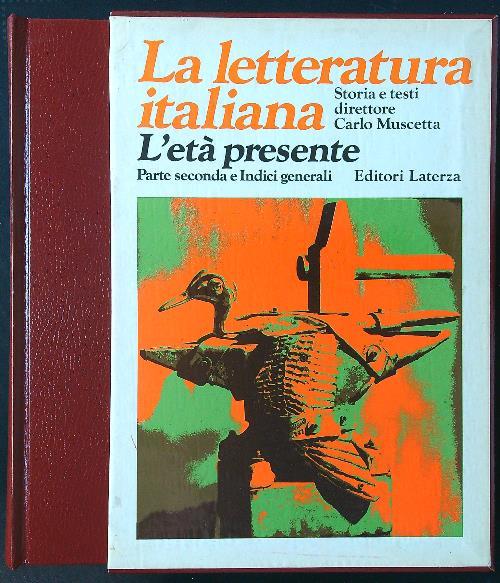 La letteratura
italiana
Storia e testi
direttore
Carlo Muscetta
L'età presente
Parte seconda e Indici generali Editori Laterza